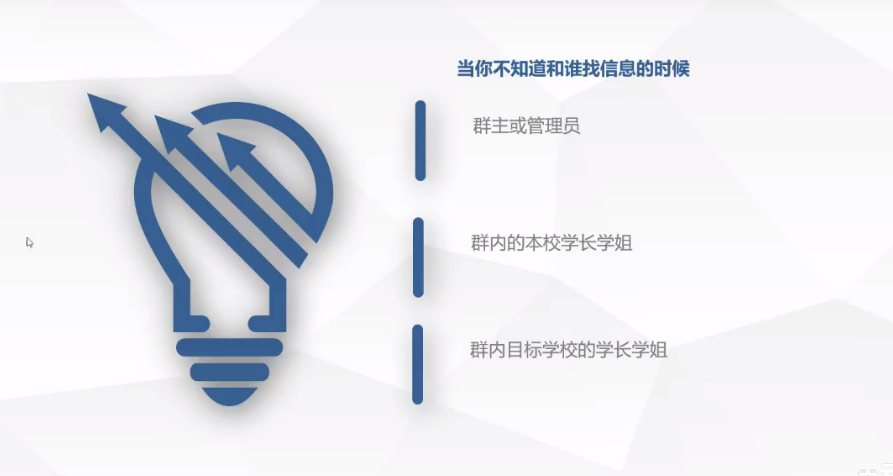 当你不知道和谁找信息的时候
群主或管理员
群内的本校学长学姐
群内目标学校的学长学姐